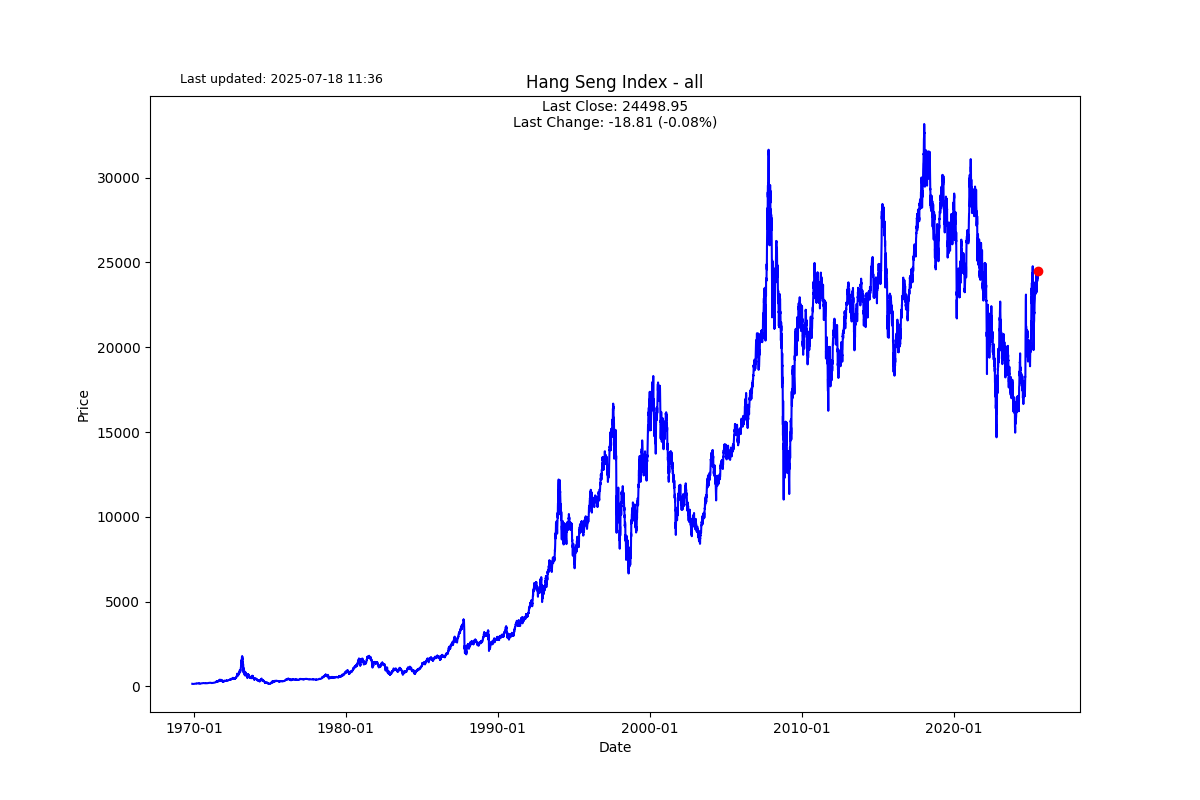 Last updated: 2025-07-18 11:36
Hang Seng Index - all
Last Close: 24498.95
Last Change: -18.81 (-0.08%)
30000
25000
20000
15000
10000
5000
0
Price
1970-01
1980-01
1990-01
2000-01
2010-01
2020-01
Date